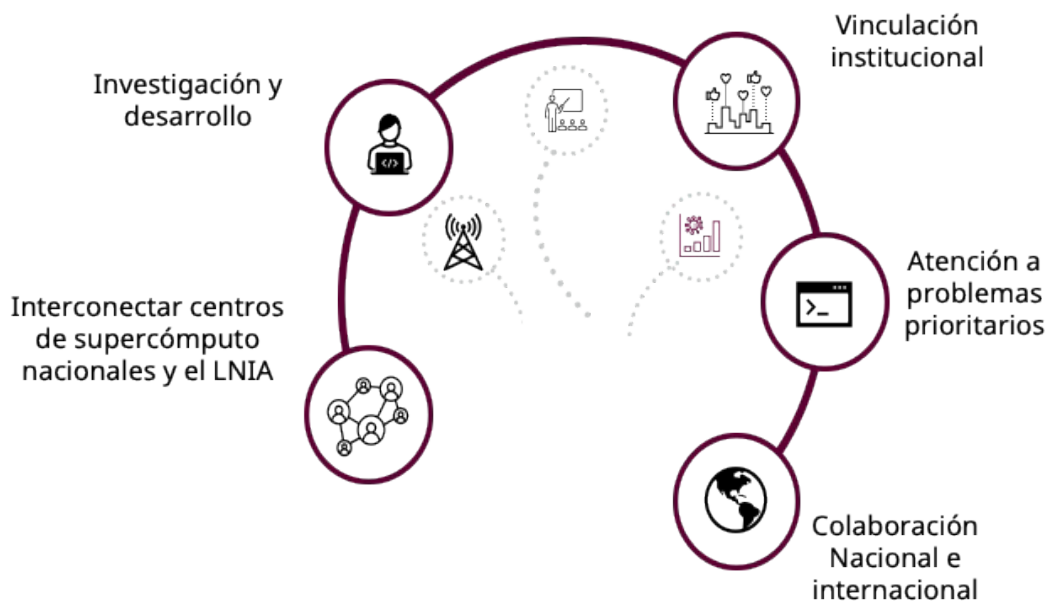 Vinculación
institucional
Investigación y
desarrollo
Atención a
problemas
prioritarios
Interconectar centros
de supercómputo
nacionales y el LNIA
Colaboración
Nacional e
internacional